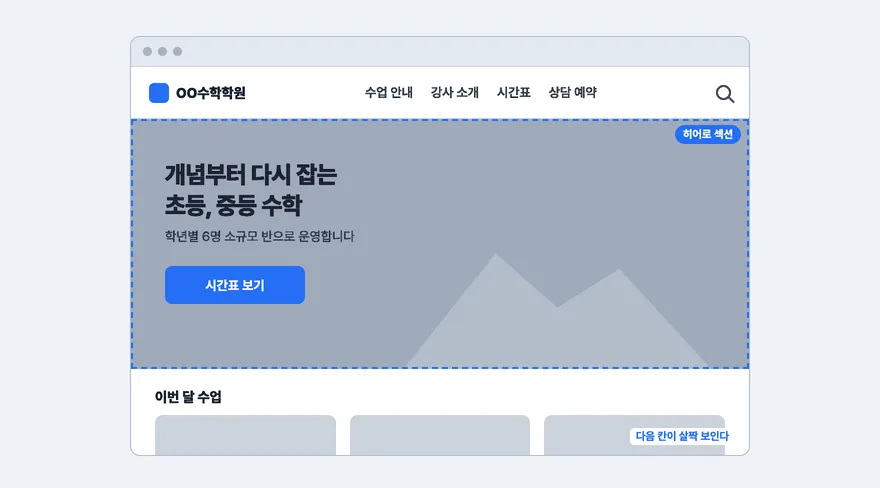 OO수학학원
수업 안내 강사 소개 시간표 상담 예약
히어로 섹션
개념부터 다시 잡는
초등, 중등 수학
학년별 6명 소규모 반으로 운영합니다
시간표 보기
이번 달 수업
다음 칸이 살짝 보인다